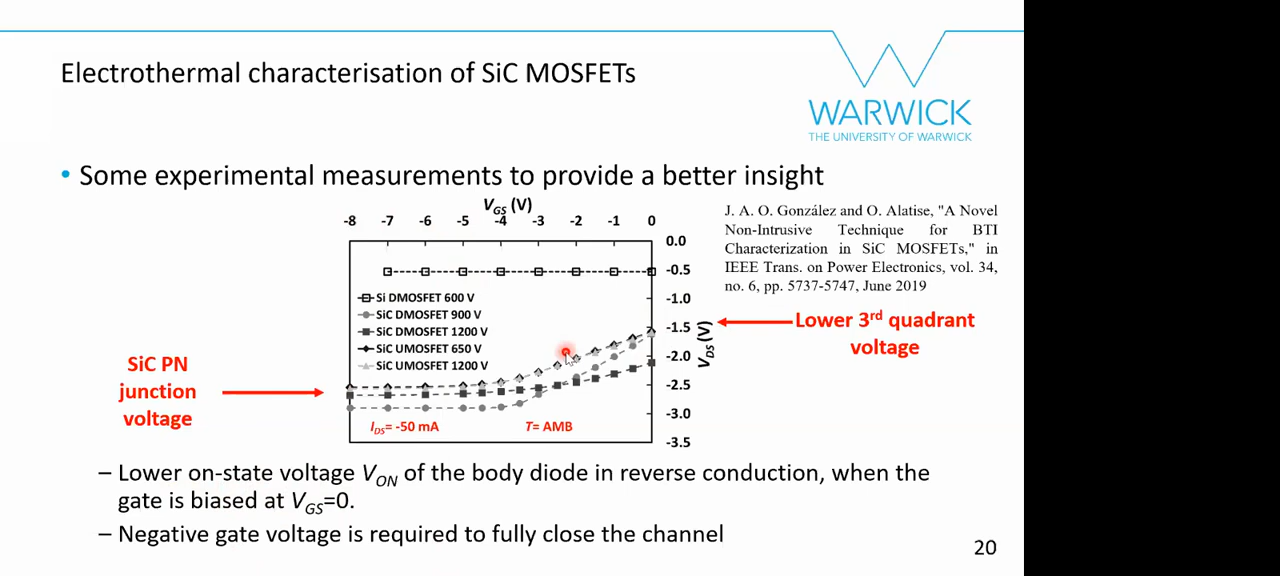 Electrothermal characterisation of SiC MOSFETs
WARWICK
THE UNIVERSITY OF WARWICK
• Some experimental measurements to provide a better insight
V_GS (V)
-8 -7 -6 -5 -4 -3 -2 -1 0
0.0
-0.5
-1.0
-1.5
-2.0
-2.5
-3.0
-3.5
V_DS (V)
Si DMOSFET 600 V
SiC DMOSFET 900 V
SiC DMOSFET 1200 V
SiC UMOSFET 650 V
SiC UMOSFET 1200 V
I_DS= -50 mA
T= AMB
J. A. O. González and O. Alatise, "A Novel
Non-Intrusive Technique for BTI
Characterization in SiC MOSFETs," in
IEEE Trans. on Power Electronics, vol. 34,
no. 6, pp. 5737-5747, June 2019
Lower 3rd quadrant
voltage
SiC PN
junction
voltage
– Lower on-state voltage V_ON of the body diode in reverse conduction, when the
gate is biased at V_GS=0.
– Negative gate voltage is required to fully close the channel
20